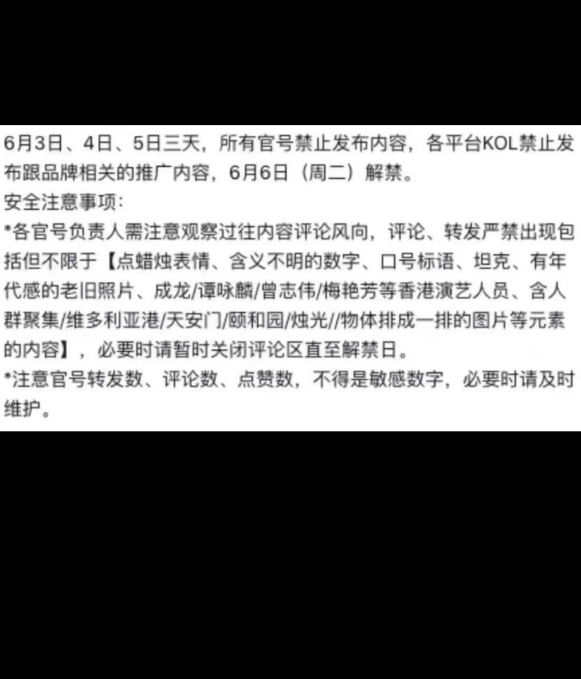 6月3日、4日、5日三天，所有官号禁止发布内容，各平台KOL禁止发
布跟品牌相关的推广内容，6月6日（周二）解禁。
安全注意事项：
*各官号负责人需注意观察过往内容评论风向，评论、转发严禁出现包
括但不限于【点蜡烛表情、含义不明的数字、口号标语、坦克、有年
代感的老旧照片、成龙/谭咏麟/曾志伟/梅艳芳等香港演艺人员、含人
群聚集/维多利亚港/天安门/颐和园/烛光//物体排成一排的图片等元素
的内容】，必要时请暂时关闭评论区直至解禁日。
*注意官号转发数、评论数、点赞数，不得是敏感数字，必要时请及时
维护。